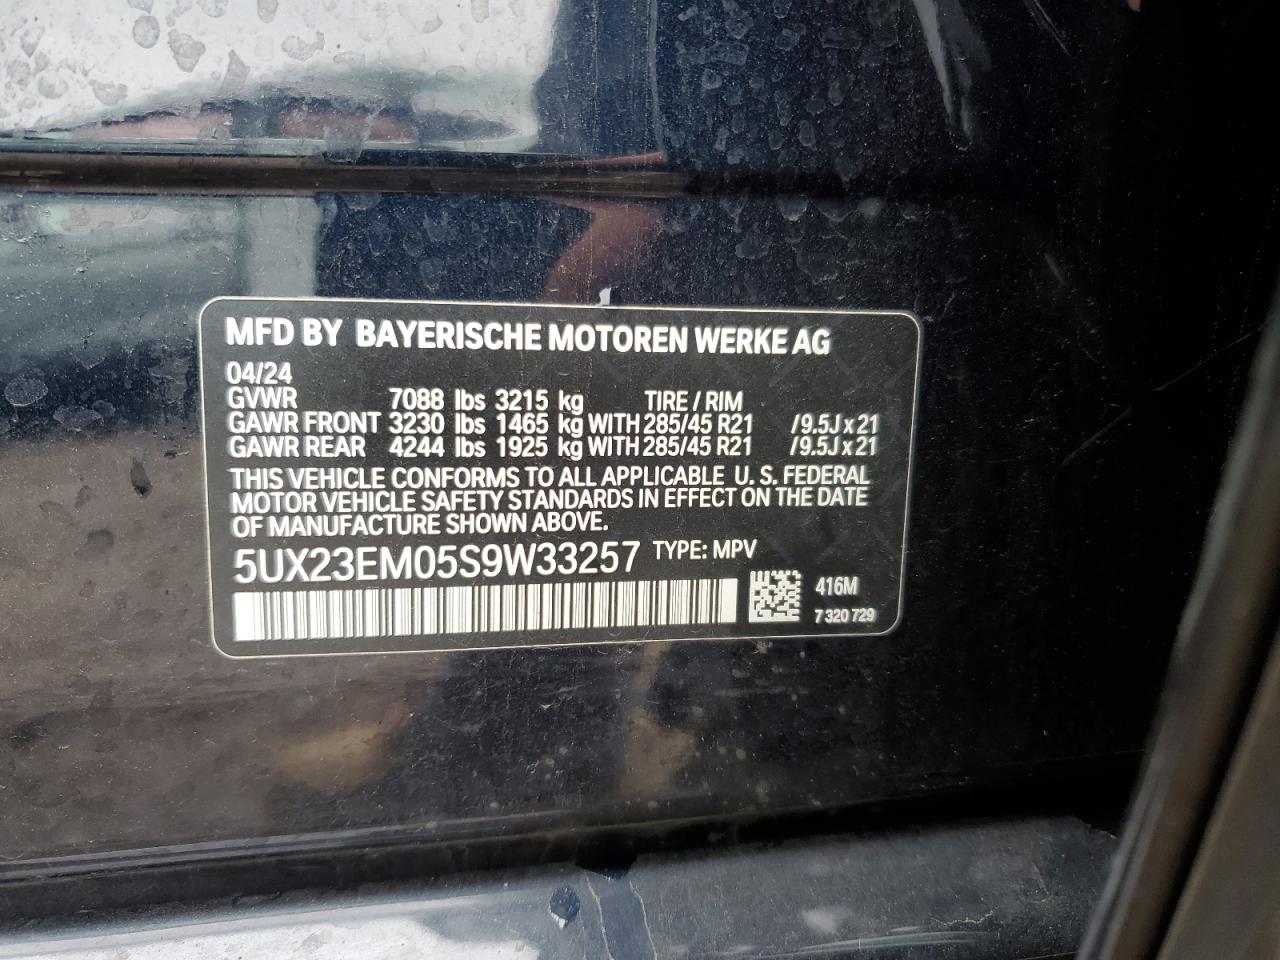 MFD BY BAYERISCHE MOTOREN WERKE AG
04/24
GVWR 7088 lbs 3215 kg TIRE / RIM
GAWR FRONT 3230 lbs 1465 kg WITH 285/45 R21 /9.5J x 21
GAWR REAR 4244 lbs 1925 kg WITH 285/45 R21 /9.5J x 21
THIS VEHICLE CONFORMS TO ALL APPLICABLE U. S. FEDERAL
MOTOR VEHICLE SAFETY STANDARDS IN EFFECT ON THE DATE
OF MANUFACTURE SHOWN ABOVE.
5UX23EM05S9W33257 TYPE: MPV
416M
7 320 729